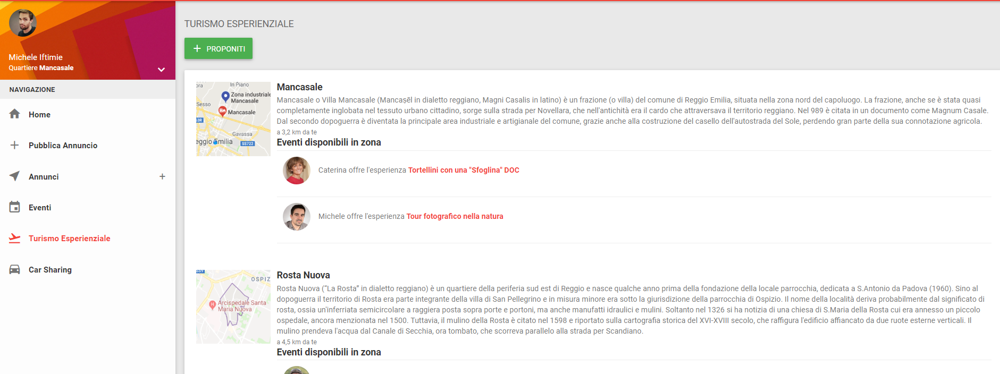 Michele Iftimie
Quartiere Mancasale
NAVIGAZIONE
Home
Pubblica Annuncio
Annunci
Eventi
Turismo Esperienziale
Car Sharing
TURISMO ESPERIENZIALE
PROPONITI
ora
In Piano
Zona industriale
Mancasale
Sesso
Mancasale
63R
Gavassa
eggio Emilia
SS722
Mancasale
Mancasale o Villa Mancasale (Mancaṣēl in dialetto reggiano, Magni Casalis in latino) è un frazione (o villa) del comune di Reggio Emilia, situata nella zona nord del capoluogo. La frazione, anche se è stata quasi
completamente inglobata nel tessuto urbano cittadino, sorge sulla strada per Novellara, che nell'antichità era il cardo che attraversava il territorio reggiano. Nel 989 è citata in un documento come Magnum Casale.
Dal secondo dopoguerra è diventata la principale area industriale e artigianale del comune, grazie anche alla costruzione del casello dell'autostrada del Sole, perdendo gran parte della sua connotazione agricola.
a 3,2 km da te
Eventi disponibili in zona
Caterina offre l'esperienza Tortellini con una "Sfoglina" DOC
Michele offre l'esperienza Tour fotografico nella natura
SS9
OSPIZ
Arcispedale Santa
Maria Nuova
Rosta Nuova
Rosta Nuova (“La Rosta” in dialetto reggiano) è un quartiere della periferia sud est di Reggio e nasce qualche anno prima della fondazione della locale parrocchia, dedicata a S.Antonio da Padova (1960). Sino al
dopoguerra il territorio di Rosta era parte integrante della villa di San Pellegrino e in misura minore era sotto la giurisdizione della parrocchia di Ospizio. Il nome della località deriva probabilmente dal significato di
rosta, ossia un'inferriata semicircolare a raggiera posta sopra porte e portoni, ma anche manufatti idraulici e mulini. Soltanto nel 1326 si ha notizia di una chiesa di S.Maria della Rosta cui era annesso un piccolo
ospedale, ancora menzionata nel 1500. Tuttavia, il mulino della Rosta è citato nel 1598 e riportato sulla cartografia storica del XVI-XVIII secolo, che raffigura l'edificio affiancato da due ruote esterne verticali. Il
mulino prendeva l'acqua dal Canale di Secchia, ora tombato, che scorreva parallelo alla strada per Scandiano.
a 4,5 km da te
Eventi disponibili in zona